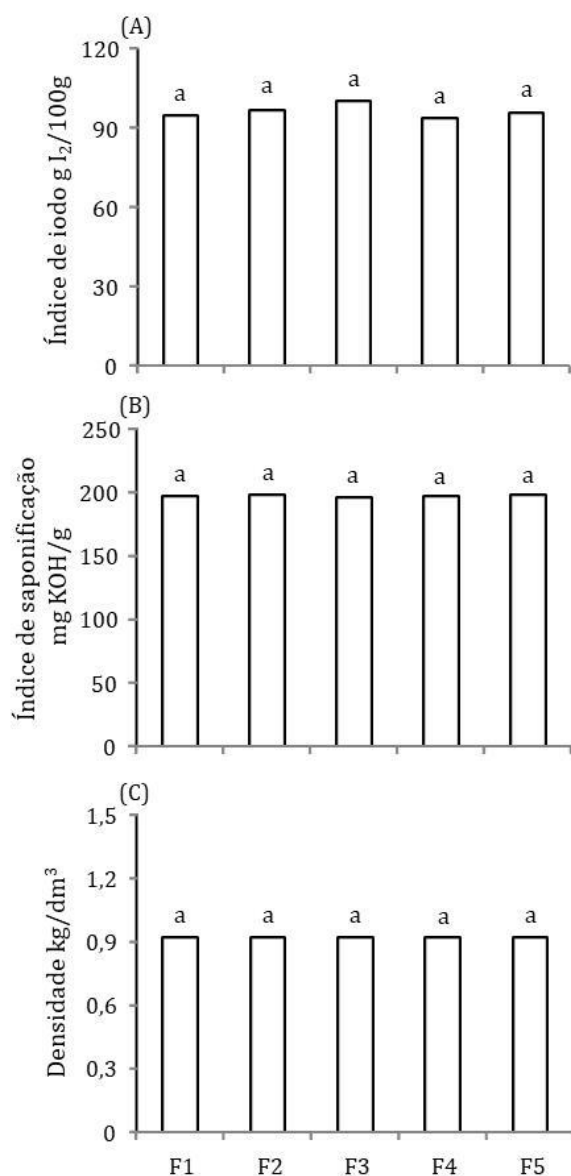 (A)
Índice de iodo g I₂/100g
120
90
60
30
0
a a a a a
(B)
Índice de saponificação
mg KOH/g
250
200
150
100
50
0
a a a a a
(C)
Densidade kg/dm³
1,5
1,2
0,9
0,6
0,3
0
a a a a a
F1 F2 F3 F4 F5